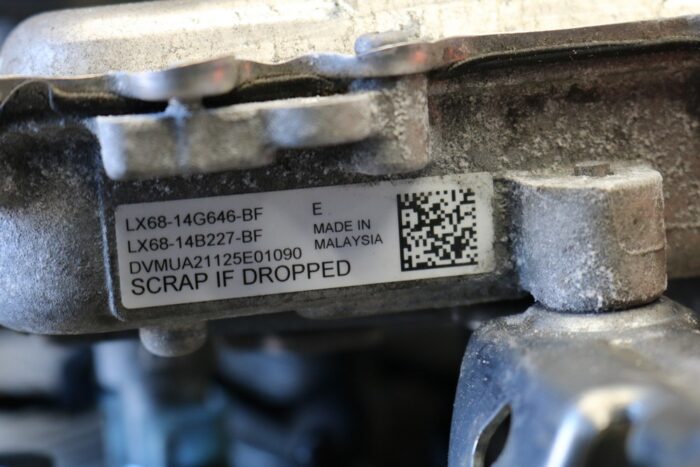 LX68-14G646-BF
LX68-14B227-BF
DVMUA21125E01090
SCRAP IF DROPPED
E
MADE IN
MALAYSIA